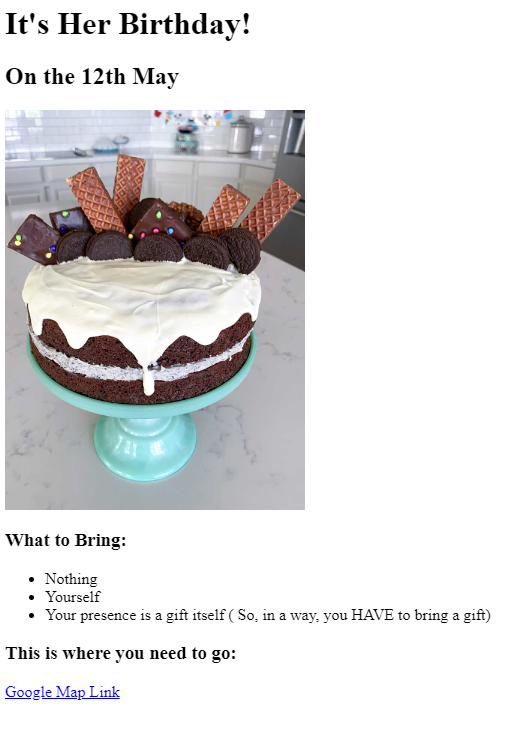 It's Her Birthday!
On the 12th May
What to Bring:
Nothing
Yourself
Your presence is a gift itself ( So, in a way, you HAVE to bring a gift)
This is where you need to go:
Google Map Link